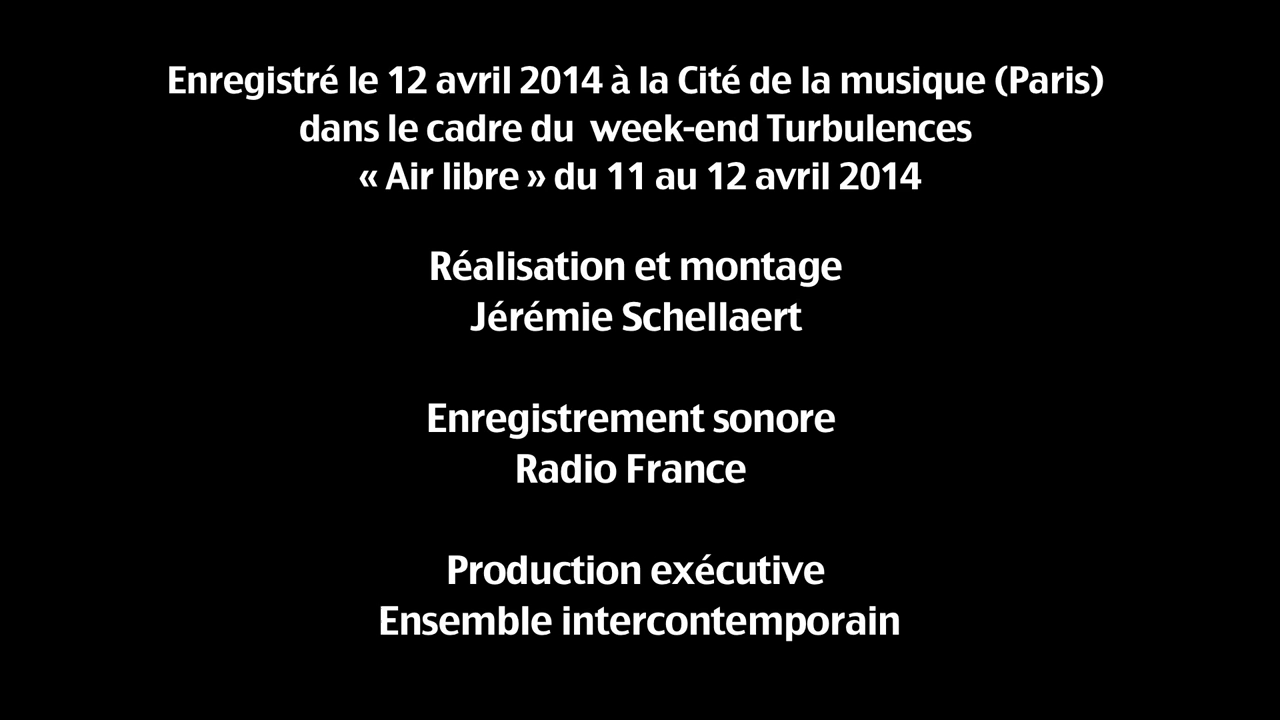 Enregistré le 12 avril 2014 à la Cité de la musique (Paris)
dans le cadre du  week-end Turbulences
« Air libre » du 11 au 12 avril 2014
Réalisation et montage
Jérémie Schellaert
Enregistrement sonore
Radio France
Production exécutive
Ensemble intercontemporain